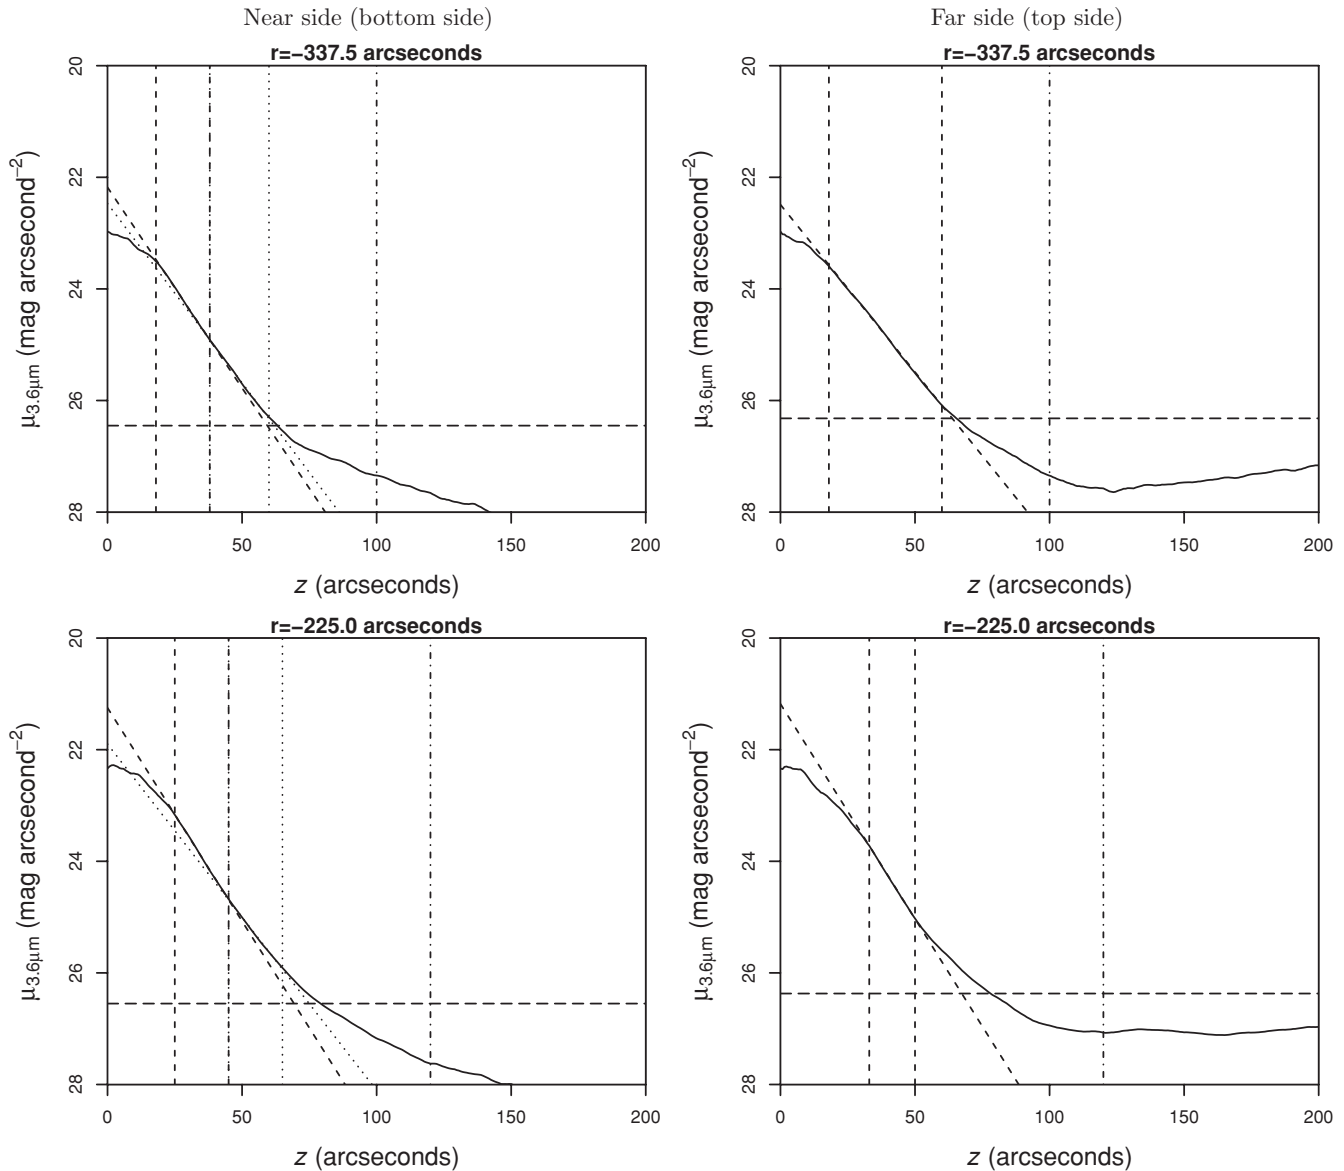 Near side (bottom side)
Far side (top side)
r=−337.5 arcseconds
20
22
24
26
28
μ3.6μm (mag arcsecond−2)
0 50 100 150 200
z (arcseconds)
r=−337.5 arcseconds
20
22
24
26
28
μ3.6μm (mag arcsecond−2)
0 50 100 150 200
z (arcseconds)
r=−225.0 arcseconds
20
22
24
26
28
μ3.6μm (mag arcsecond−2)
0 50 100 150 200
z (arcseconds)
r=−225.0 arcseconds
20
22
24
26
28
μ3.6μm (mag arcsecond−2)
0 50 100 150 200
z (arcseconds)